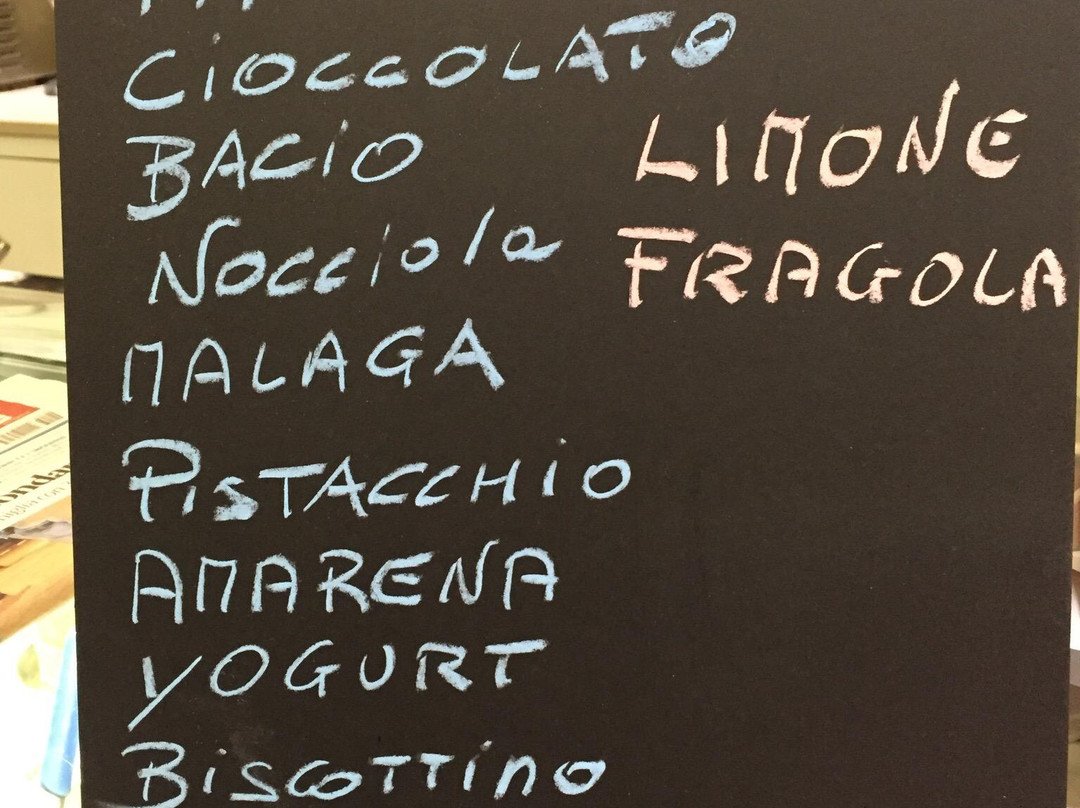 CiOCCOLATO
BACiO
Nocciola
MALAGA
PisTACCHiO
AMARENA
YOGURT
BiscoTTino
LIMONE
FRAGOLA